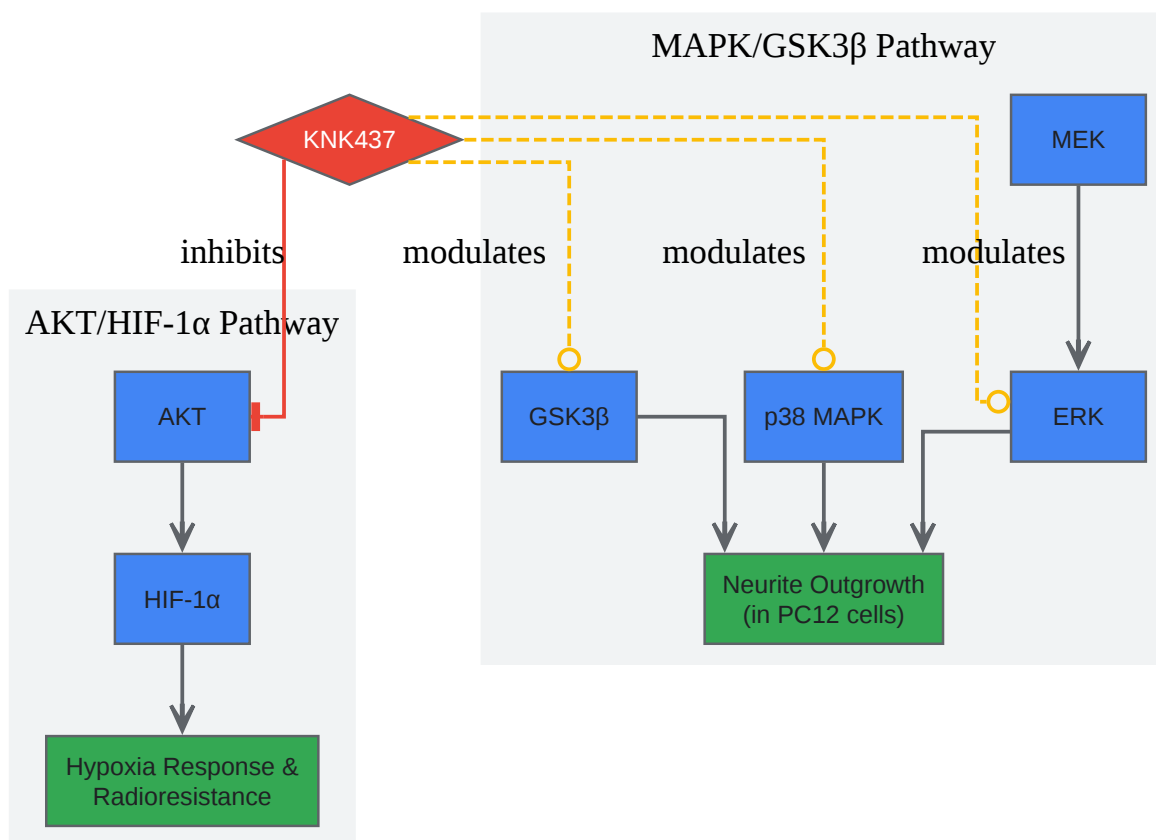 MAPK/GSK3β Pathway
KNK437
MEK
inhibits
modulates
modulates
modulates
AKT/HIF-1α Pathway
AKT
GSK3β
p38 MAPK
ERK
HIF-1α
Neurite Outgrowth
(in PC12 cells)
Hypoxia Response &
Radioresistance